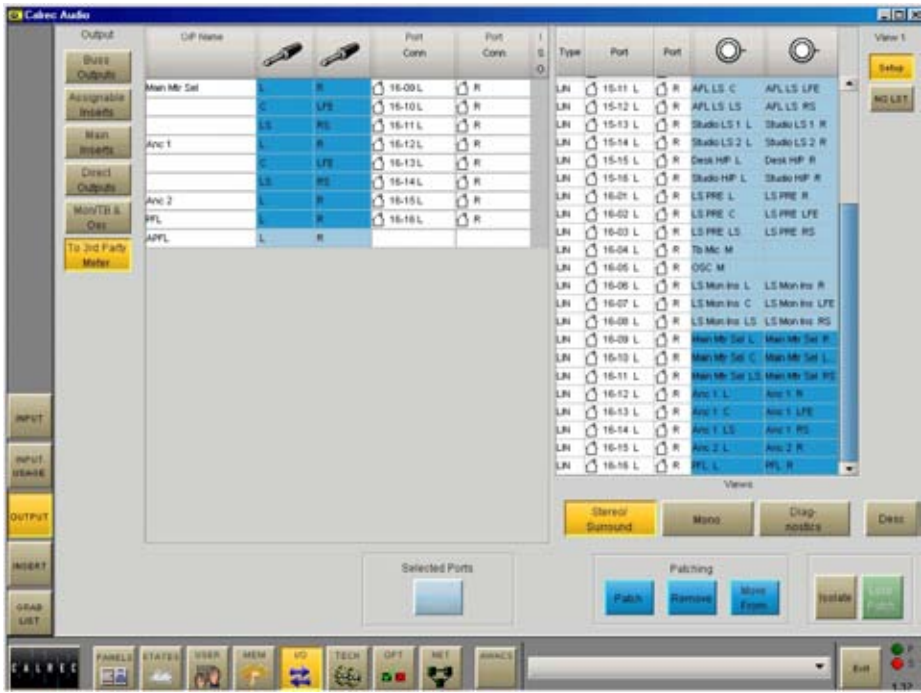 Calrec Audio
Output
Buss Outputs
Assignable Inserts
Main Inserts
Direct Outputs
Mon/TB & Osc
To 3rd Party Meter
O/P Name Port Conn Port Conn I S O
Main Mtr Sel L R 16-09 L R
C LFE 16-10 L R
LS RS 16-11 L R
Anc 1 L R 16-12 L R
C LFE 16-13 L R
LS RS 16-14 L R
Anc 2 L R 16-15 L R
PFL L R 16-16 L R
APFL L R
Type Port Port
LIN 15-11 L R AFL LS C AFL LS LFE
LIN 15-12 L R AFL LS LS AFL LS RS
LIN 15-13 L R Studio LS 1 L Studio LS 1 R
LIN 15-14 L R Studio LS 2 L Studio LS 2 R
LIN 15-15 L R Desk H/P L Desk H/P R
LIN 15-16 L R Studio H/P L Studio H/P R
LIN 16-01 L R LS PRE L LS PRE R
LIN 16-02 L R LS PRE C LS PRE LFE
LIN 16-03 L R LS PRE LS LS PRE RS
LIN 16-04 L R Tb Mic M
LIN 16-05 L R OSC M
LIN 16-06 L R LS Mon Ins L LS Mon Ins R
LIN 16-07 L R LS Mon Ins C LS Mon Ins LFE
LIN 16-08 L R LS Mon Ins LS LS Mon Ins RS
LIN 16-09 L R Main Mtr Sel L Main Mtr Sel R
LIN 16-10 L R Main Mtr Sel C Main Mtr Sel L
LIN 16-11 L R Main Mtr Sel LS Main Mtr Sel RS
LIN 16-12 L R Anc 1 L Anc 1 R
LIN 16-13 L R Anc 1 C Anc 1 LFE
LIN 16-14 L R Anc 1 LS Anc 1 RS
LIN 16-15 L R Anc 2 L Anc 2 R
LIN 16-16 L R PFL L PFL R
View 1
Setup
NO LST
INPUT
INPUT USAGE
OUTPUT
INSERT
GRAB LIST
Views
Stereo/ Surround
Mono
Diag- nostics
Desc
Selected Ports
Patching
Patch
Remove
Move From
Isolate
Patch
CALREC
PANELS
STATES
USER
MEM
I/O
TECH
OPT
NET
AWACS
Exit
P
S
1.32